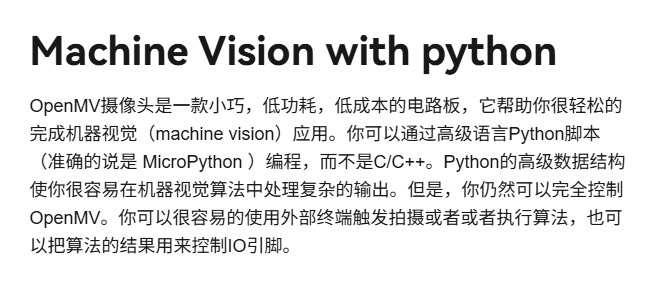 Machine Vision with python
OpenMV摄像头是一款小巧，低功耗，低成本的电路板，它帮助你很轻松的
完成机器视觉（machine vision）应用。你可以通过高级语言Python脚本
（准确的说是 MicroPython ）编程，而不是C/C++。Python的高级数据结构
使你很容易在机器视觉算法中处理复杂的输出。但是，你仍然可以完全控制
OpenMV。你可以很容易的使用外部终端触发拍摄或者或者执行算法，也可
以把算法的结果用来控制IO引脚。